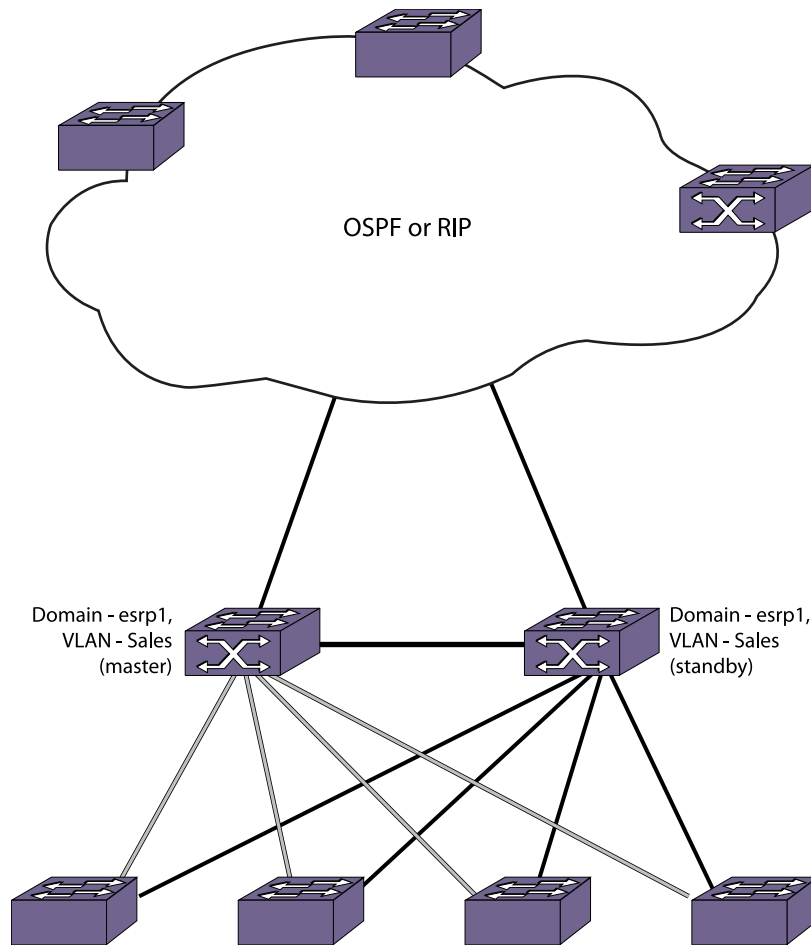 OSPF or RIP
Domain - esrp1,
VLAN - Sales
(master)
Domain - esrp1,
VLAN - Sales
(standby)